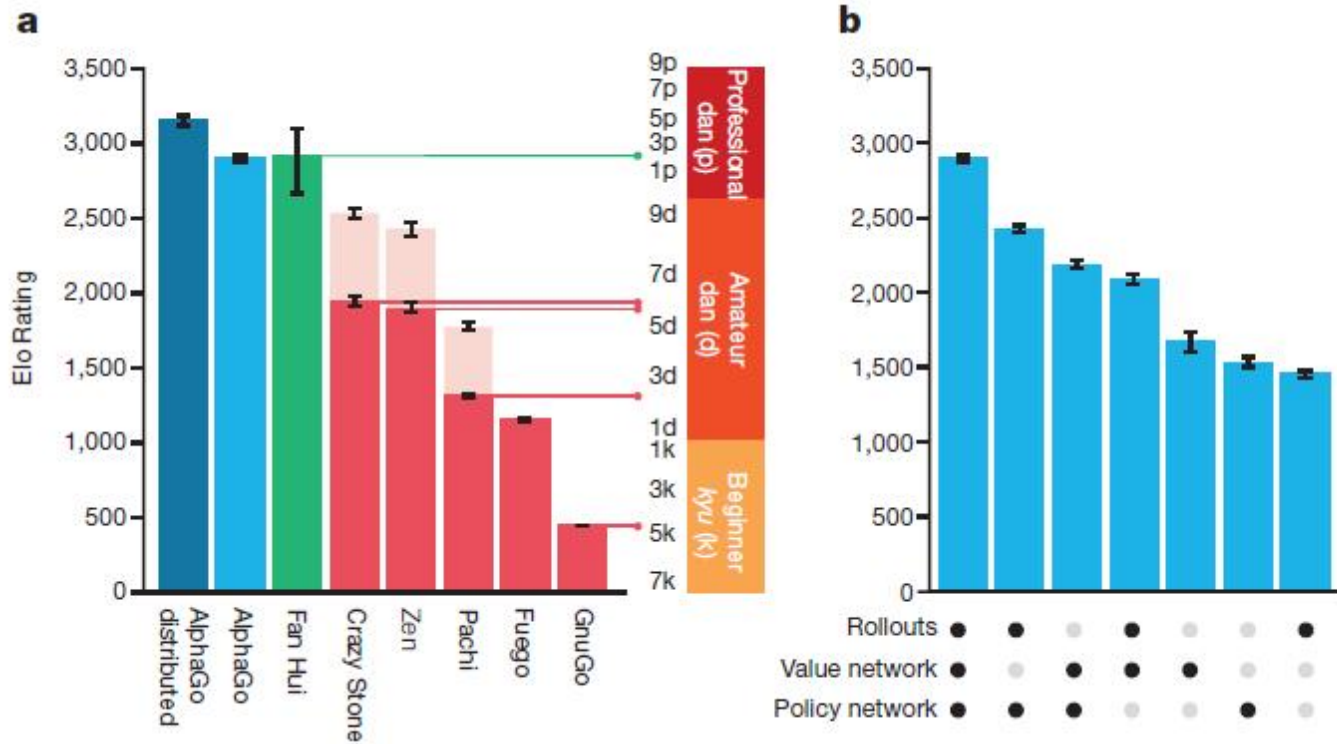 a
3,500
3,000
2,500
2,000
1,500
1,000
500
0
Elo Rating
AlphaGo
distributed
AlphaGo
Fan Hui
Crazy Stone
Zen
Pachi
Fuego
GnuGo
9p
7p
5p
3p
1p
9d
7d
5d
3d
1d
1k
3k
5k
7k
Professional
dan (p)
Amateur
dan (d)
Beginner
kyu (k)
b
3,500
3,000
2,500
2,000
1,500
1,000
500
0
Rollouts
Value network
Policy network